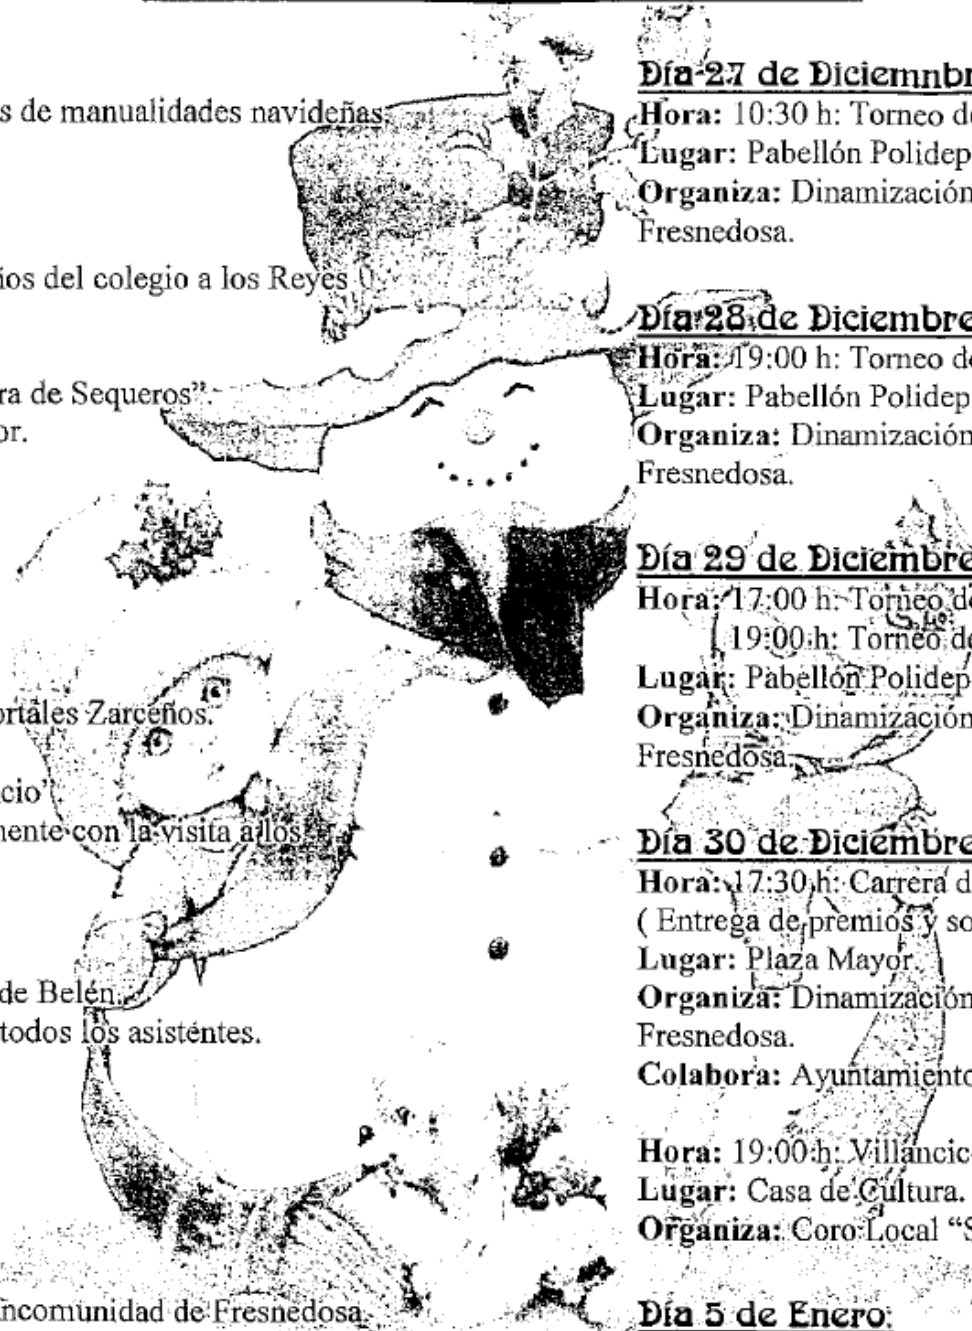 s de manualidades navideñas.
ños del colegio a los Reyes
ra de Sequeros”.
or.
ortales Zarceños.
cio”.
mente con la visita a los
de Belén.
todos los asistentes.
ncomunidad de Fresnedosa.
Día 27 de Diciemnbr
Hora: 10:30 h: Torneo de
Lugar: Pabellón Polidep
Organiza: Dinamización
Fresnedosa.
Día 28 de Diciembre
Hora: 19:00 h: Torneo de
Lugar: Pabellón Polidep
Organiza: Dinamización
Fresnedosa.
Día 29 de Diciembre
Hora: 17:00 h: Torneo de
19:00 h: Torneo de
Lugar: Pabellón Polidep
Organiza: Dinamización
Fresnedosa.
Día 30 de Diciembre
Hora: 17:30 h: Carrera d
( Entrega de premios y so
Lugar: Plaza Mayor.
Organiza: Dinamización
Fresnedosa.
Colabora: Ayuntamiento
Hora: 19:00 h: Villancic
Lugar: Casa de Cultura.
Organiza: Coro Local “S
Día 5 de Enero: